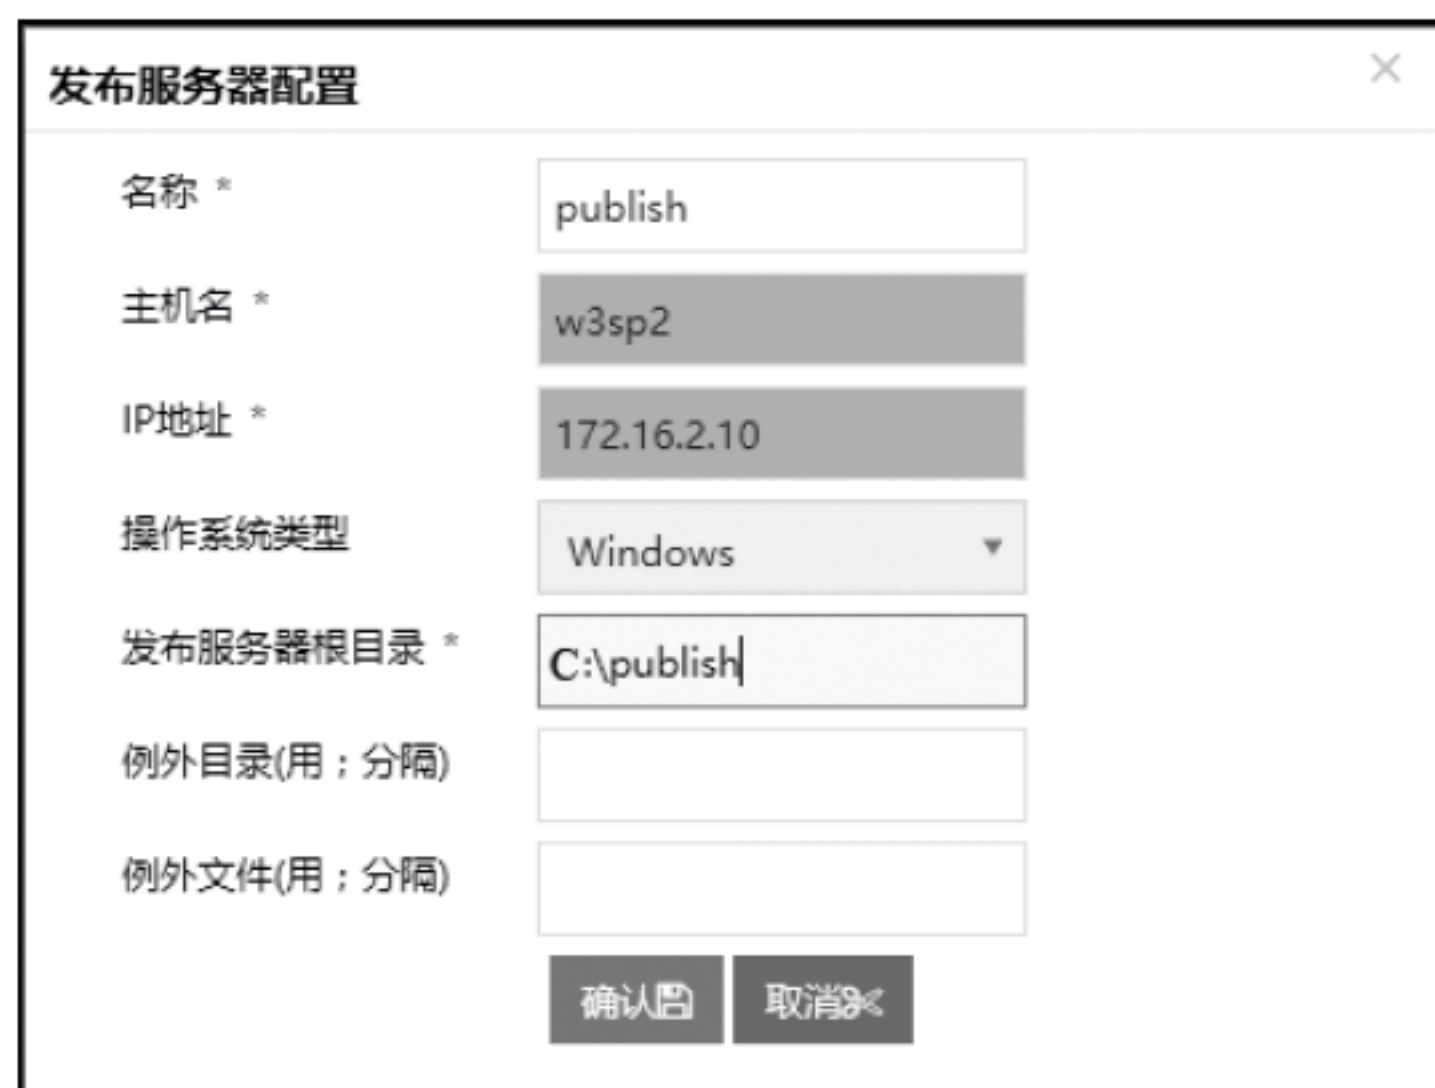 发布服务器配置
名称 * publish
主机名 * w3sp2
IP地址 * 172.16.2.10
操作系统类型 Windows
发布服务器根目录 * C:\publish
例外目录(用；分隔)
例外文件(用；分隔)
确认 取消